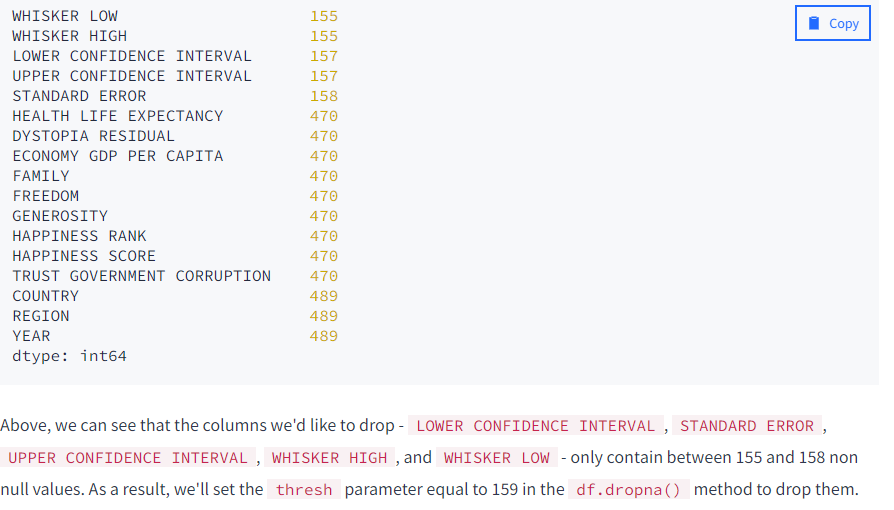 Copy
WHISKER LOW 155
WHISKER HIGH 155
LOWER CONFIDENCE INTERVAL 157
UPPER CONFIDENCE INTERVAL 157
STANDARD ERROR 158
HEALTH LIFE EXPECTANCY 470
DYSTOPIA RESIDUAL 470
ECONOMY GDP PER CAPITA 470
FAMILY 470
FREEDOM 470
GENEROSITY 470
HAPPINESS RANK 470
HAPPINESS SCORE 470
TRUST GOVERNMENT CORRUPTION 470
COUNTRY 489
REGION 489
YEAR 489
dtype: int64
Above, we can see that the columns we'd like to drop - LOWER CONFIDENCE INTERVAL , STANDARD ERROR ,
UPPER CONFIDENCE INTERVAL , WHISKER HIGH , and WHISKER LOW - only contain between 155 and 158 non
null values. As a result, we'll set the thresh parameter equal to 159 in the df.dropna() method to drop them.